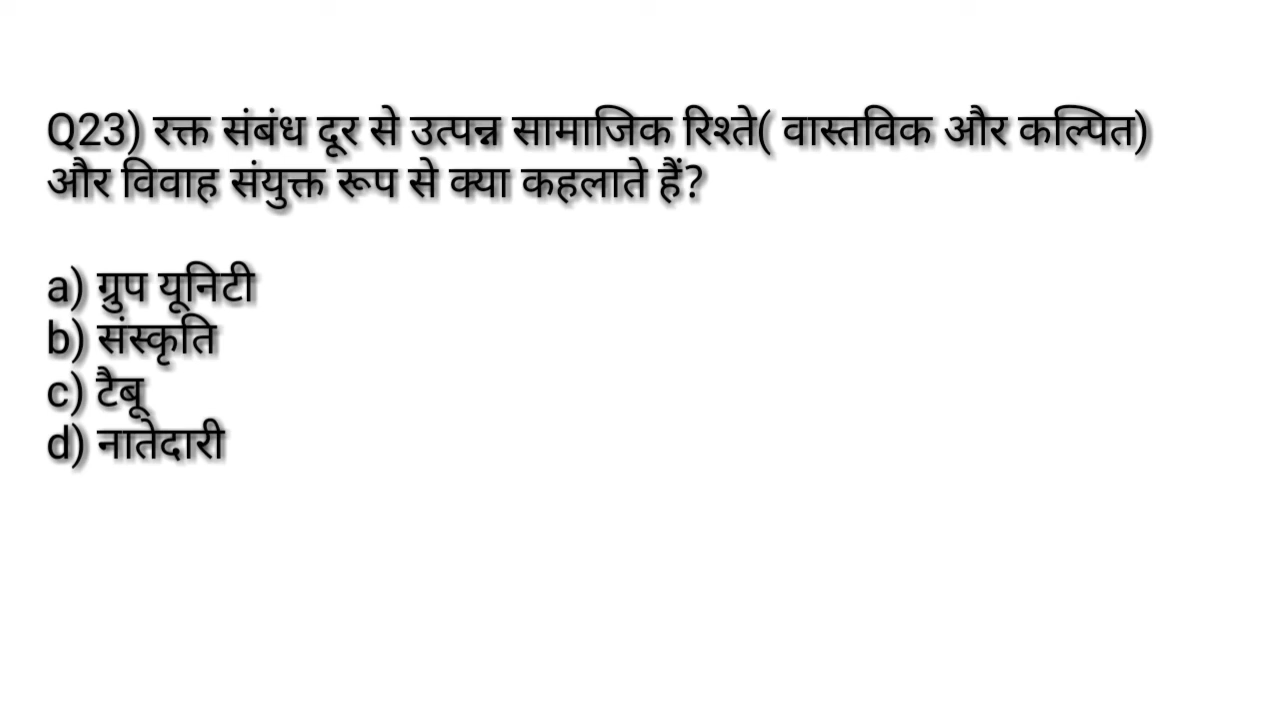 Q23) रक्त संबंध दूर से उत्पन्न सामाजिक रिश्ते( वास्तविक और कल्पित)
और विवाह संयुक्त रूप से क्या कहलाते हैं?
a) ग्रुप यूनिटी
b) संस्कृति
c) टैबू
d) नातेदारी